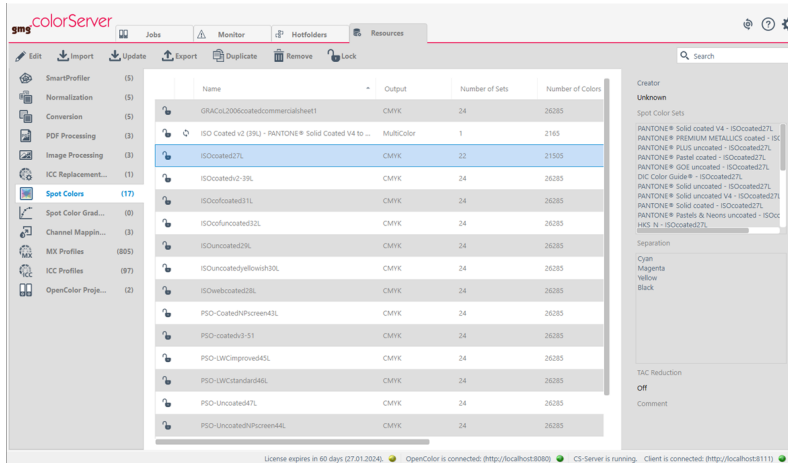 gmg colorServer
Jobs
Monitor
Hotfolders
Resources
Edit Import Update Export Duplicate Remove Lock
Search
SmartProfiler (5)
Normalization (5)
Conversion (5)
PDF Processing (3)
Image Processing (3)
ICC Replacement... (1)
Spot Colors (17)
Spot Color Grad... (0)
Channel Mappin... (3)
MX Profiles (805)
ICC Profiles (97)
OpenColor Proje... (2)
Name Output Number of Sets Number of Colors
GRACoL2006coatedcommercialsheet1 CMYK 24 26285
ISO Coated v2 (39L) - PANTONE® Solid Coated V4 to ... MultiColor 1 2165
ISOcoated27L CMYK 22 21505
ISOcoatedv2-39L CMYK 24 26285
ISOcofcoated31L CMYK 24 26285
ISOcofuncoated32L CMYK 24 26285
ISOuncoated29L CMYK 24 26285
ISOuncoatedyellowish30L CMYK 24 26285
ISOwebcoated28L CMYK 24 26285
PSO-CoatedNPscreen43L CMYK 24 26285
PSO-coatedv3-51 CMYK 24 26285
PSO-LWCimproved45L CMYK 24 26285
PSO-LWCstandard46L CMYK 24 26285
PSO-Uncoated47L CMYK 24 26285
PSO-UncoatedNPscreen44L CMYK 24 26285
Creator
Unknown
Spot Color Sets
PANTONE® Solid coated V4 - ISOcoated27L
PANTONE® PREMIUM METALLICS coated - ISO
PANTONE® PLUS uncoated - ISOcoated27L
PANTONE® Pastel coated - ISOcoated27L
PANTONE® GOE uncoated - ISOcoated27L
DIC Color Guide® - ISOcoated27L
PANTONE® Solid uncoated - ISOcoated27L
PANTONE® Solid uncoated V4 - ISOcoated27L
PANTONE® Solid coated - ISOcoated27L
PANTONE® Pastels & Neons uncoated - ISOco
HKS N - ISOcoated27L
Separation
Cyan
Magenta
Yellow
Black
TAC Reduction
Off
Comment
License expires in 60 days (27.01.2024). OpenColor is connected: (http://localhost:8080) CS-Server is running. Client is connected: (http://localhost:8111)